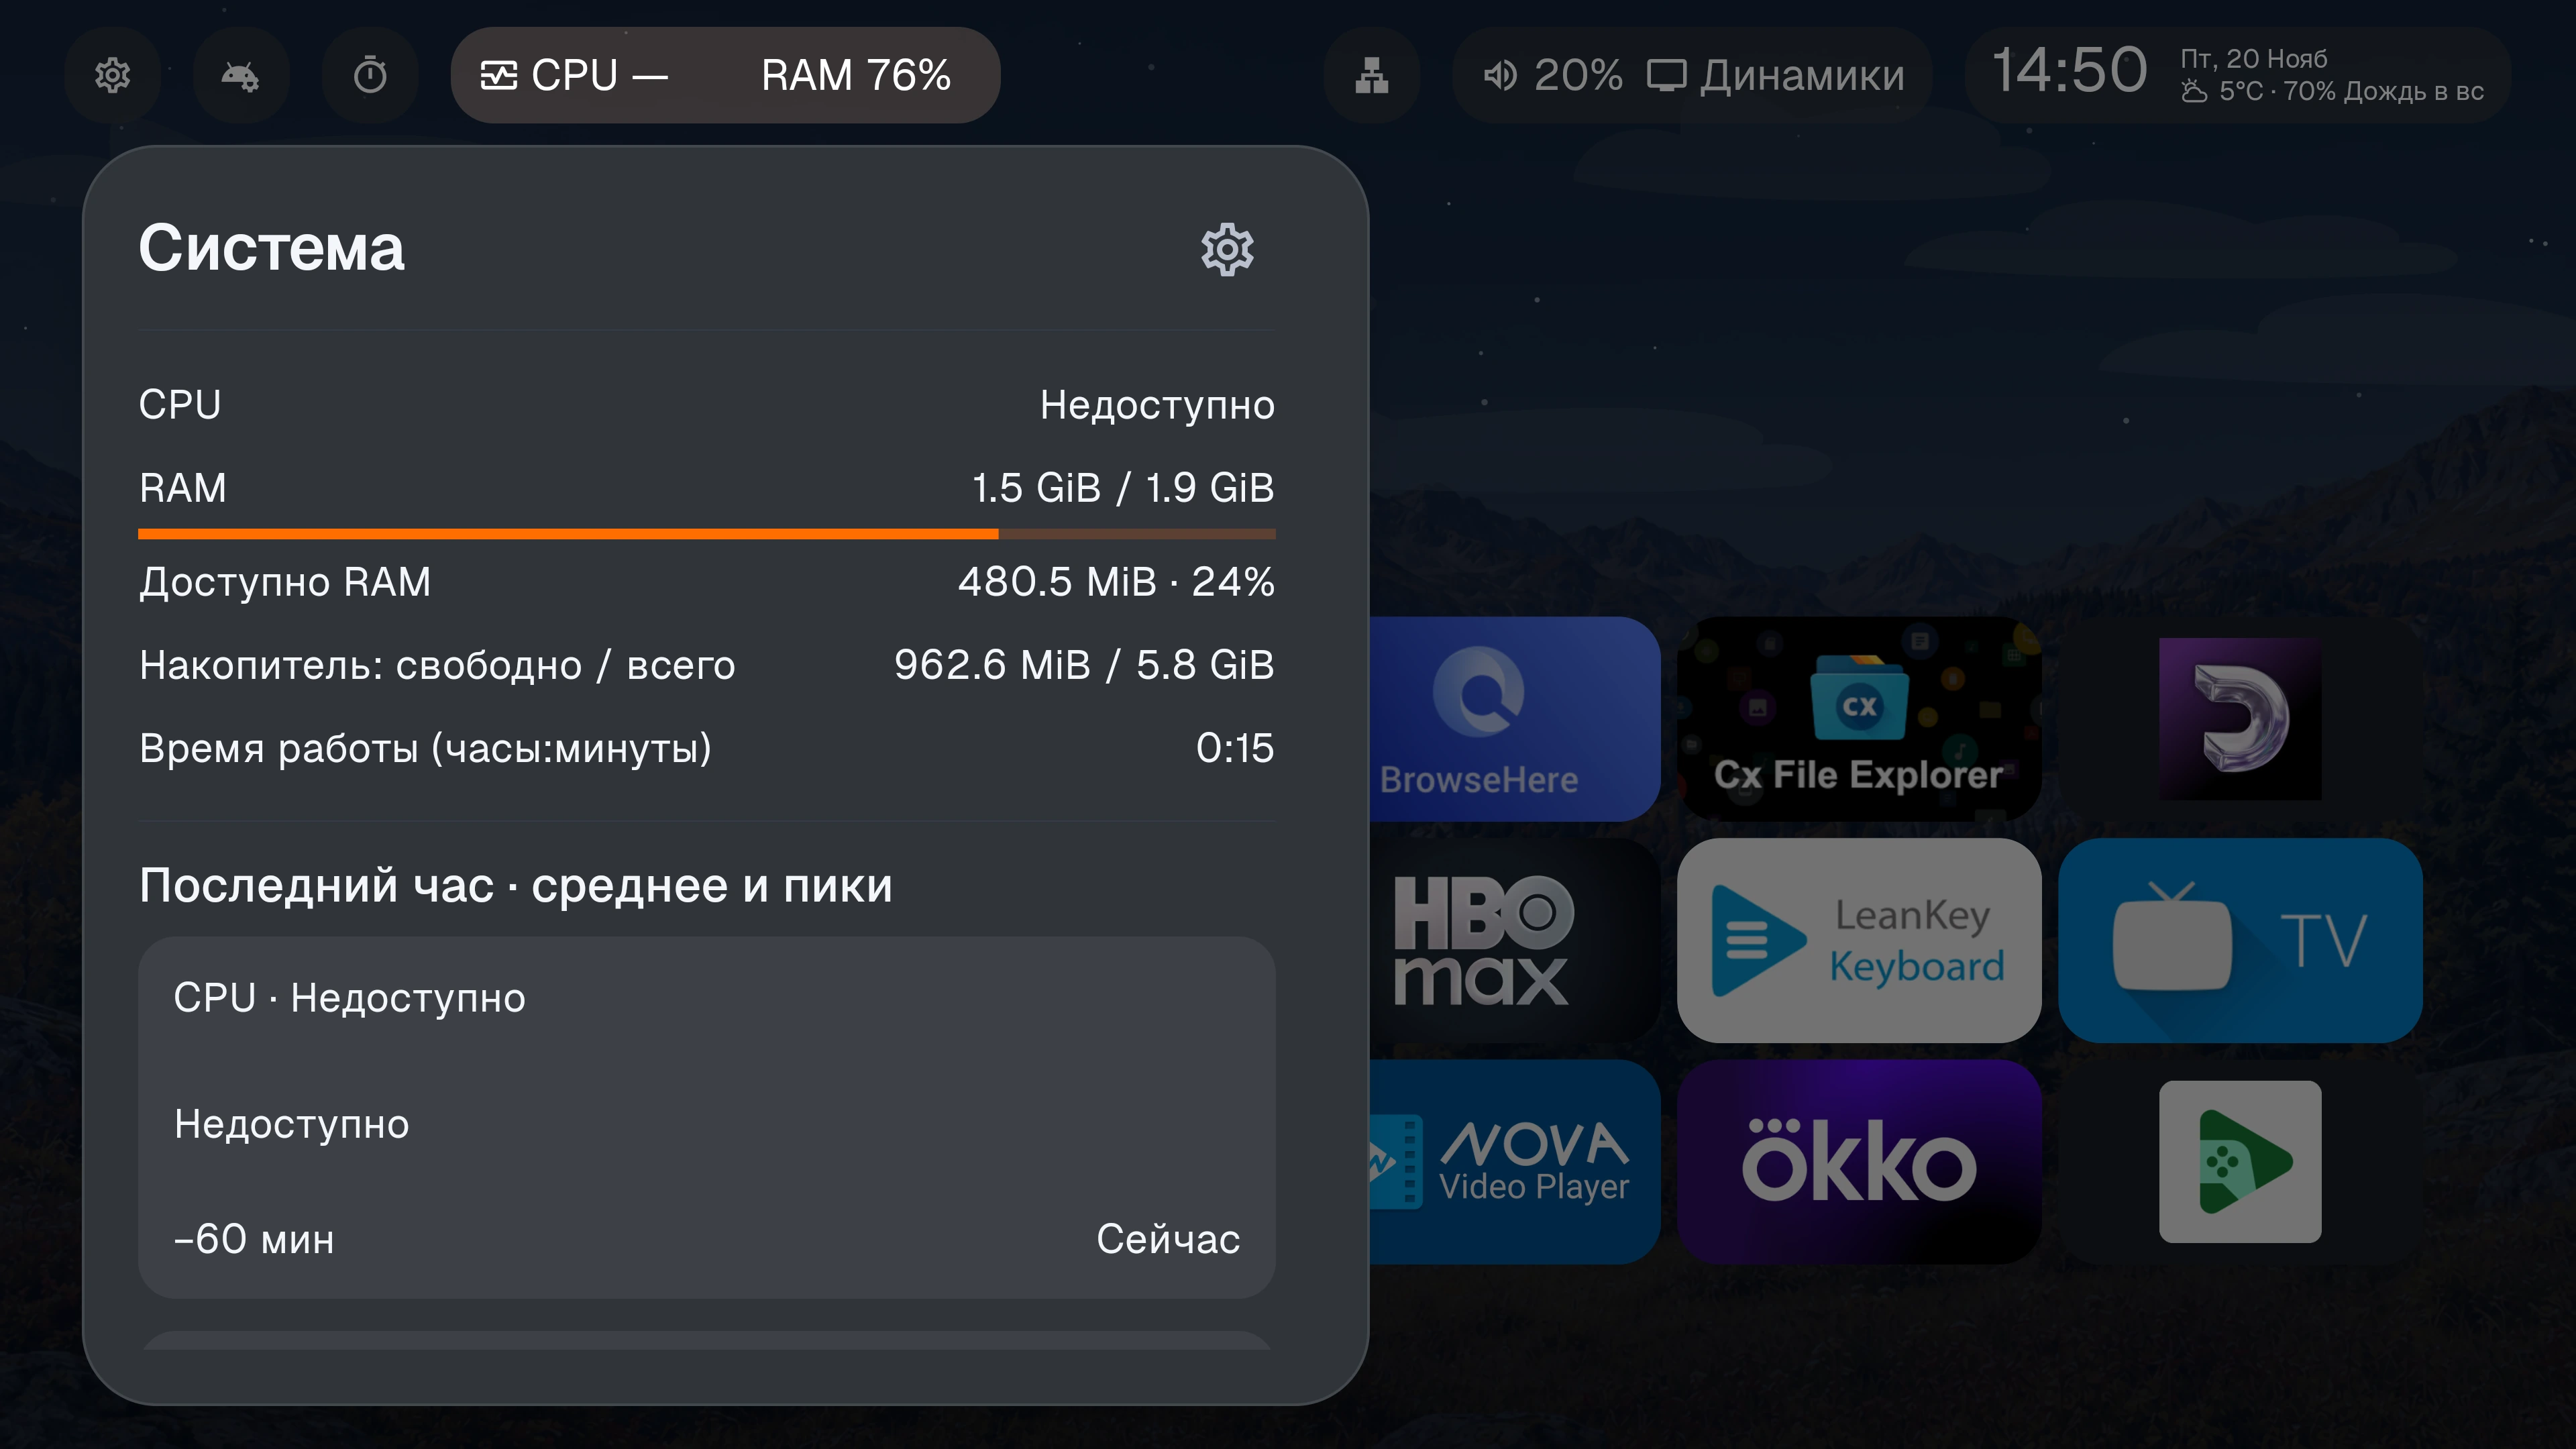 CPU — RAM 76%
20% Динамики
14:50
Пт, 20 Нояб
5°C · 70% Дождь в вс
Система
CPU Недоступно
RAM 1.5 GiB / 1.9 GiB
Доступно RAM 480.5 MiB · 24%
Накопитель: свободно / всего 962.6 MiB / 5.8 GiB
Время работы (часы:минуты) 0:15
Последний час · среднее и пики
CPU · Недоступно
Недоступно
–60 мин Сейчас
BrowseHere
CX
Cx File Explorer
HBO
max
LeanKey
Keyboard
TV
NOVA
Video Player
ökko